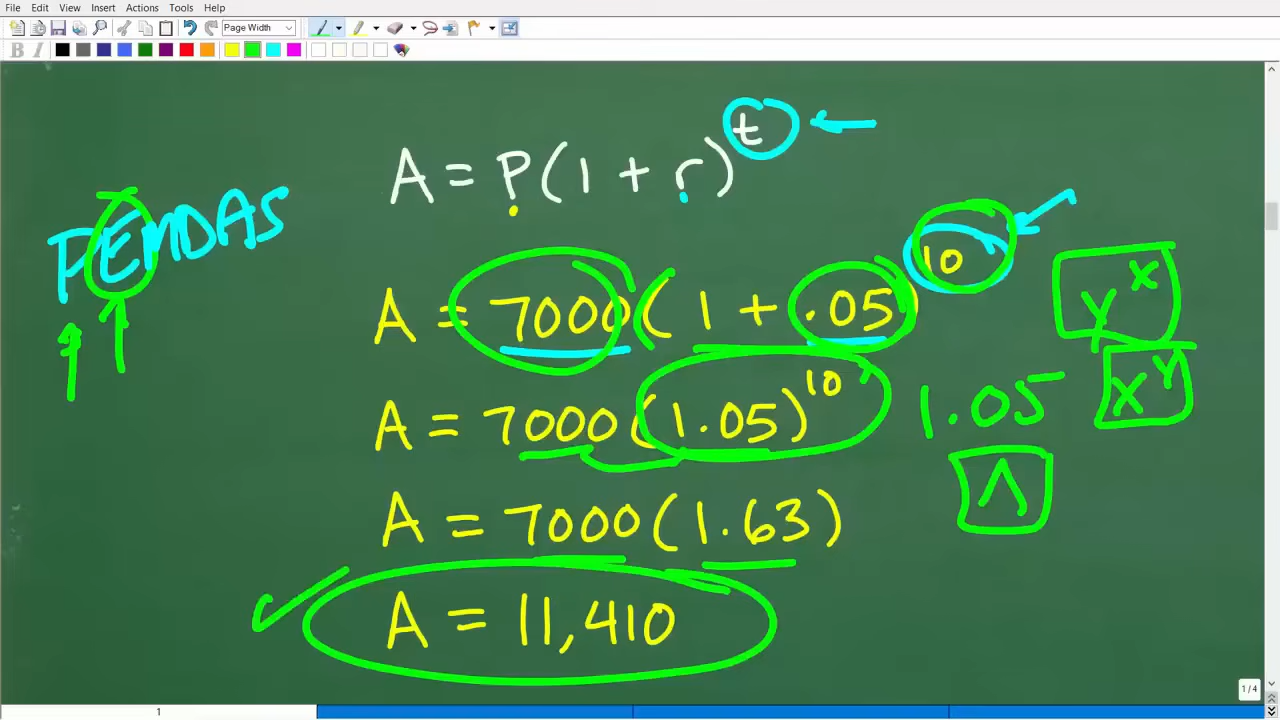 File Edit View Insert Actions Tools Help
Page Width
B I
A = P(1 + r)^t
PEMDAS
A = 7000(1 + .05)^10
y^x
A = 7000(1.05)^10
1.05
x^y
^
A = 7000(1.63)
A = 11,410
1/4
1